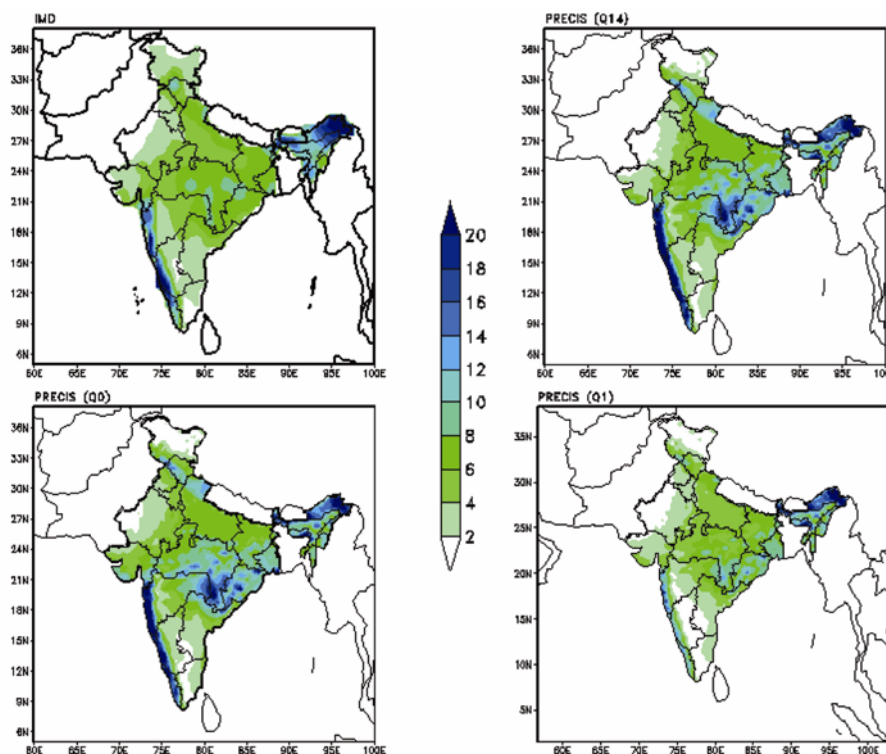 IMD
36N
33N
30N
27N
24N
21N
18N
15N
12N
9N
6N
60E 65E 70E 75E 80E 85E 90E 95E 100E
PRECIS (Q14)
36N
33N
30N
27N
24N
21N
18N
15N
12N
9N
6N
60E 65E 70E 75E 80E 85E 90E 95E 100E
20
18
16
14
12
10
8
6
4
2
PRECIS (Q0)
36N
33N
30N
27N
24N
21N
18N
15N
12N
9N
6N
60E 65E 70E 75E 80E 85E 90E 95E 100E
PRECIS (Q1)
35N
30N
25N
20N
15N
10N
5N
60E 65E 70E 75E 80E 85E 90E 95E 100E